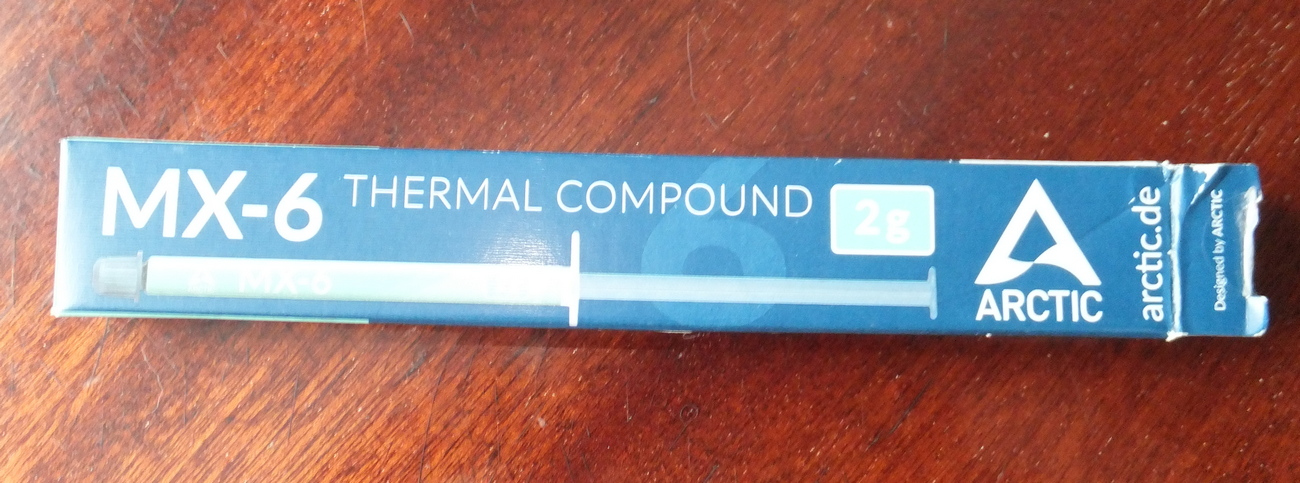 MX-6 THERMAL COMPOUND 2g
MX-6
ARCTIC
arctic.de
Designed by ARCTIC